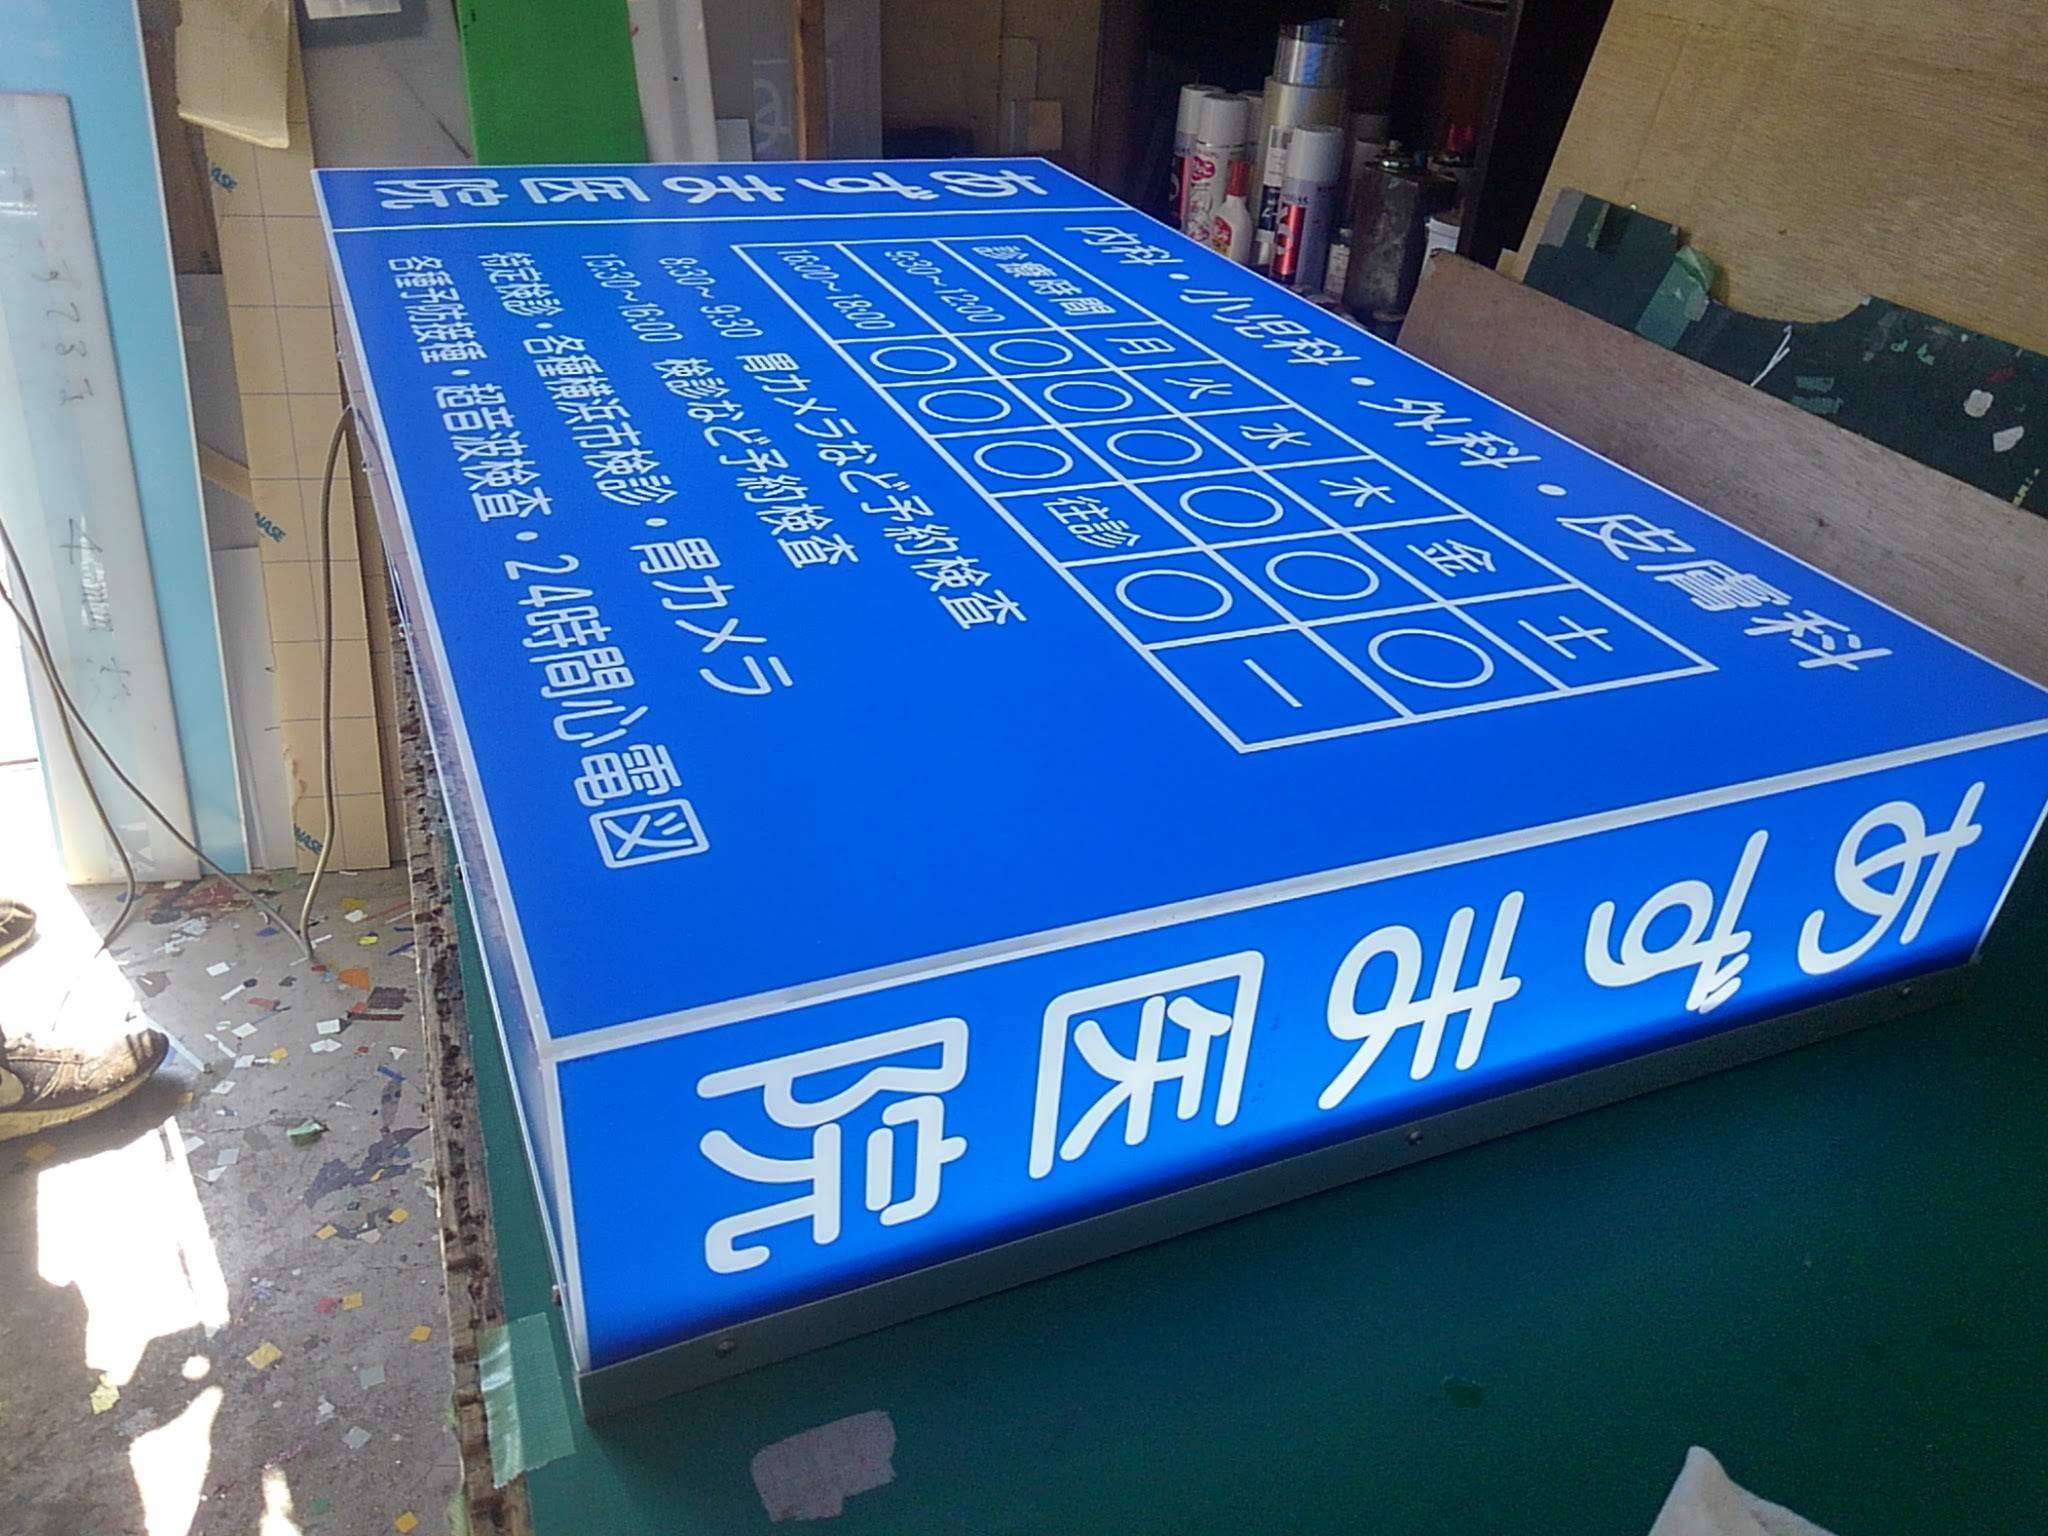 あずま医院
内科・小児科・外科・皮膚科
診療時間 月 火 水 木 金 土
9:30~12:00 ○ ○ ○ ○ ○ ○
16:00~18:00 ○ ○ ○ 往診 ○ ー
8:30~9:30 胃カメラなど予約検査
15:30~16:00 検診など予約検査
特定検診・各種横浜市検診・胃カメラ
各種予防接種・超音波検査・24時間心電図
あずま医院